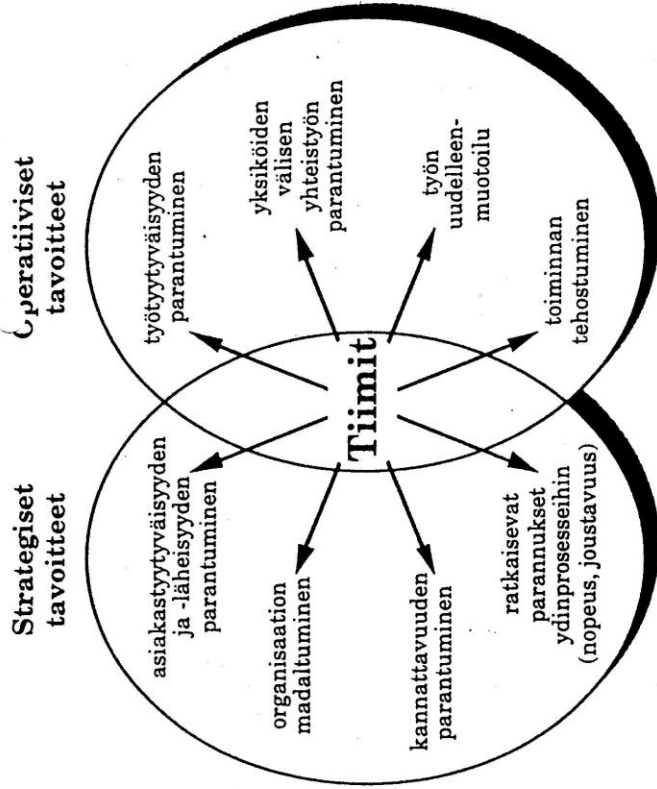 Strategiset
tavoitteet
asiakastyytyväisyyden
ja -läheisyyden
parantuminen
organisaation
madaltuminen
kannattavuuden
parantuminen
ratkaisevat
parannukset
ydinprosesseihin
(nopeus, joustavuus)
Tiimit
Operatiiviset
tavoitteet
työtyytyväisyyden
parantuminen
yksiköiden
välisen
yhteistyön
parantuminen
työn
uudelleen-
muotoilu
toiminnan
tehostuminen